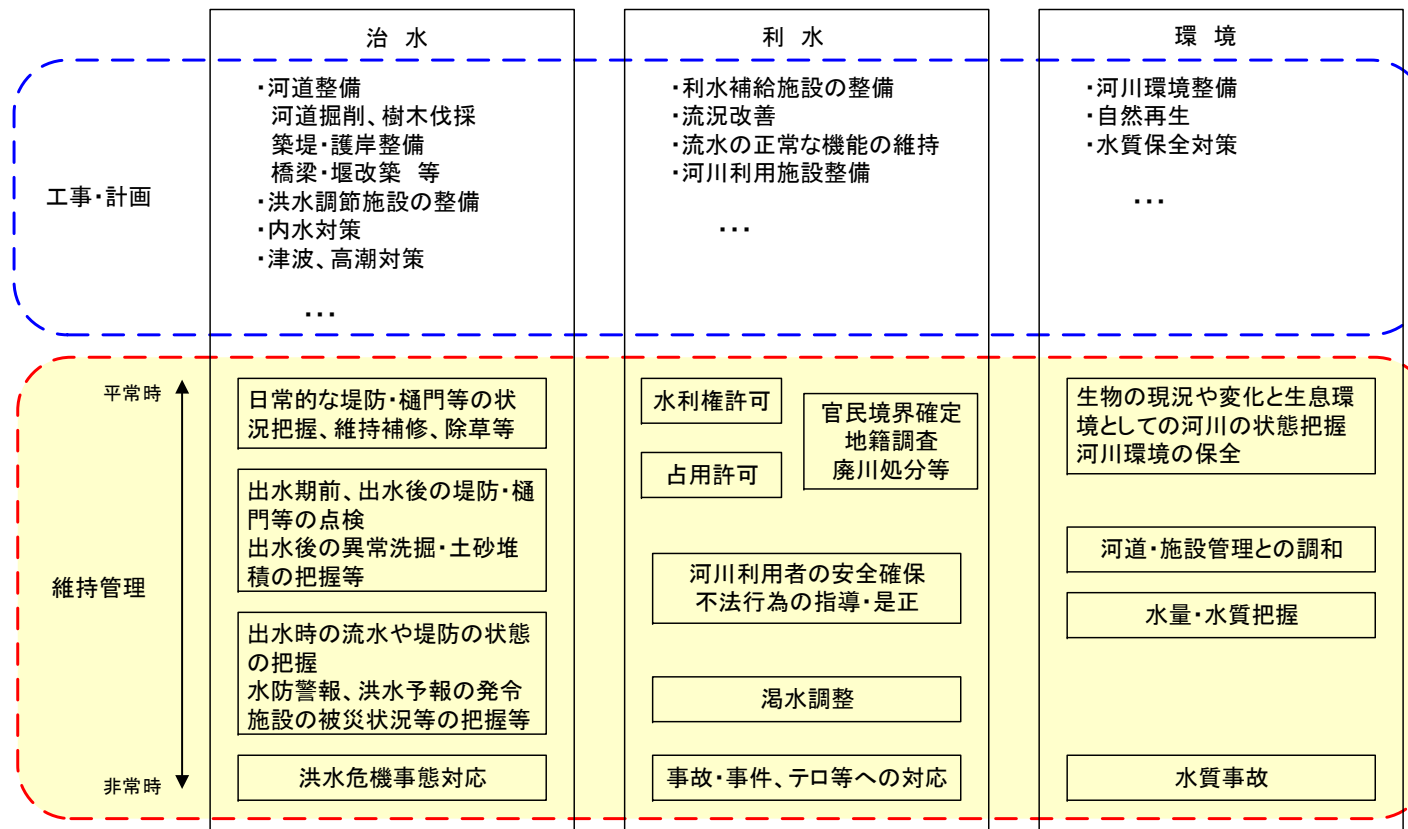 治 水
利 水
環 境
工事・計画
・河道整備
河道掘削、樹木伐採
築堤・護岸整備
橋梁・堰改築 等
・洪水調節施設の整備
・内水対策
・津波、高潮対策
・・・
・利水補給施設の整備
・流況改善
・流水の正常な機能の維持
・河川利用施設整備
・・・
・河川環境整備
・自然再生
・水質保全対策
・・・
維持管理
平常時
非常時
日常的な堤防・樋門等の状
況把握、維持補修、除草等
出水期前、出水後の堤防・樋
門等の点検
出水後の異常洗掘・土砂堆
積の把握等
出水時の流水や堤防の状態
の把握
水防警報、洪水予報の発令
施設の被災状況等の把握等
洪水危機事態対応
水利権許可
占用許可
官民境界確定
地籍調査
廃川処分等
河川利用者の安全確保
不法行為の指導・是正
渇水調整
事故・事件、テロ等への対応
生物の現況や変化と生息環
境としての河川の状態把握
河川環境の保全
河道・施設管理との調和
水量・水質把握
水質事故